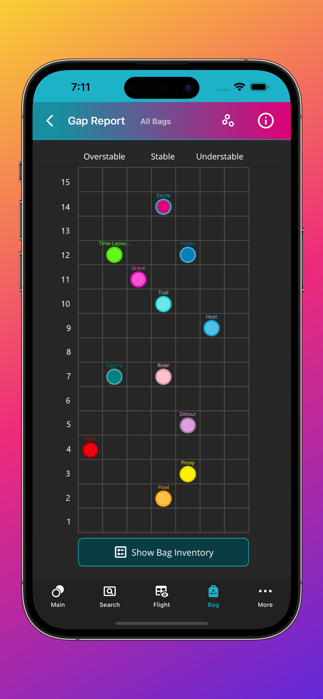 7:11
Gap Report All Bags
Overstable Stable Understable
15
14 Excite
13
12 Time-Lapse... Hades
11 Grace
10 Trail
9 Heat
8
7 River
6
5 Detour
4
3 Proxy
2 Pixel
1
Show Bag Inventory
Main Search Flight Bag More